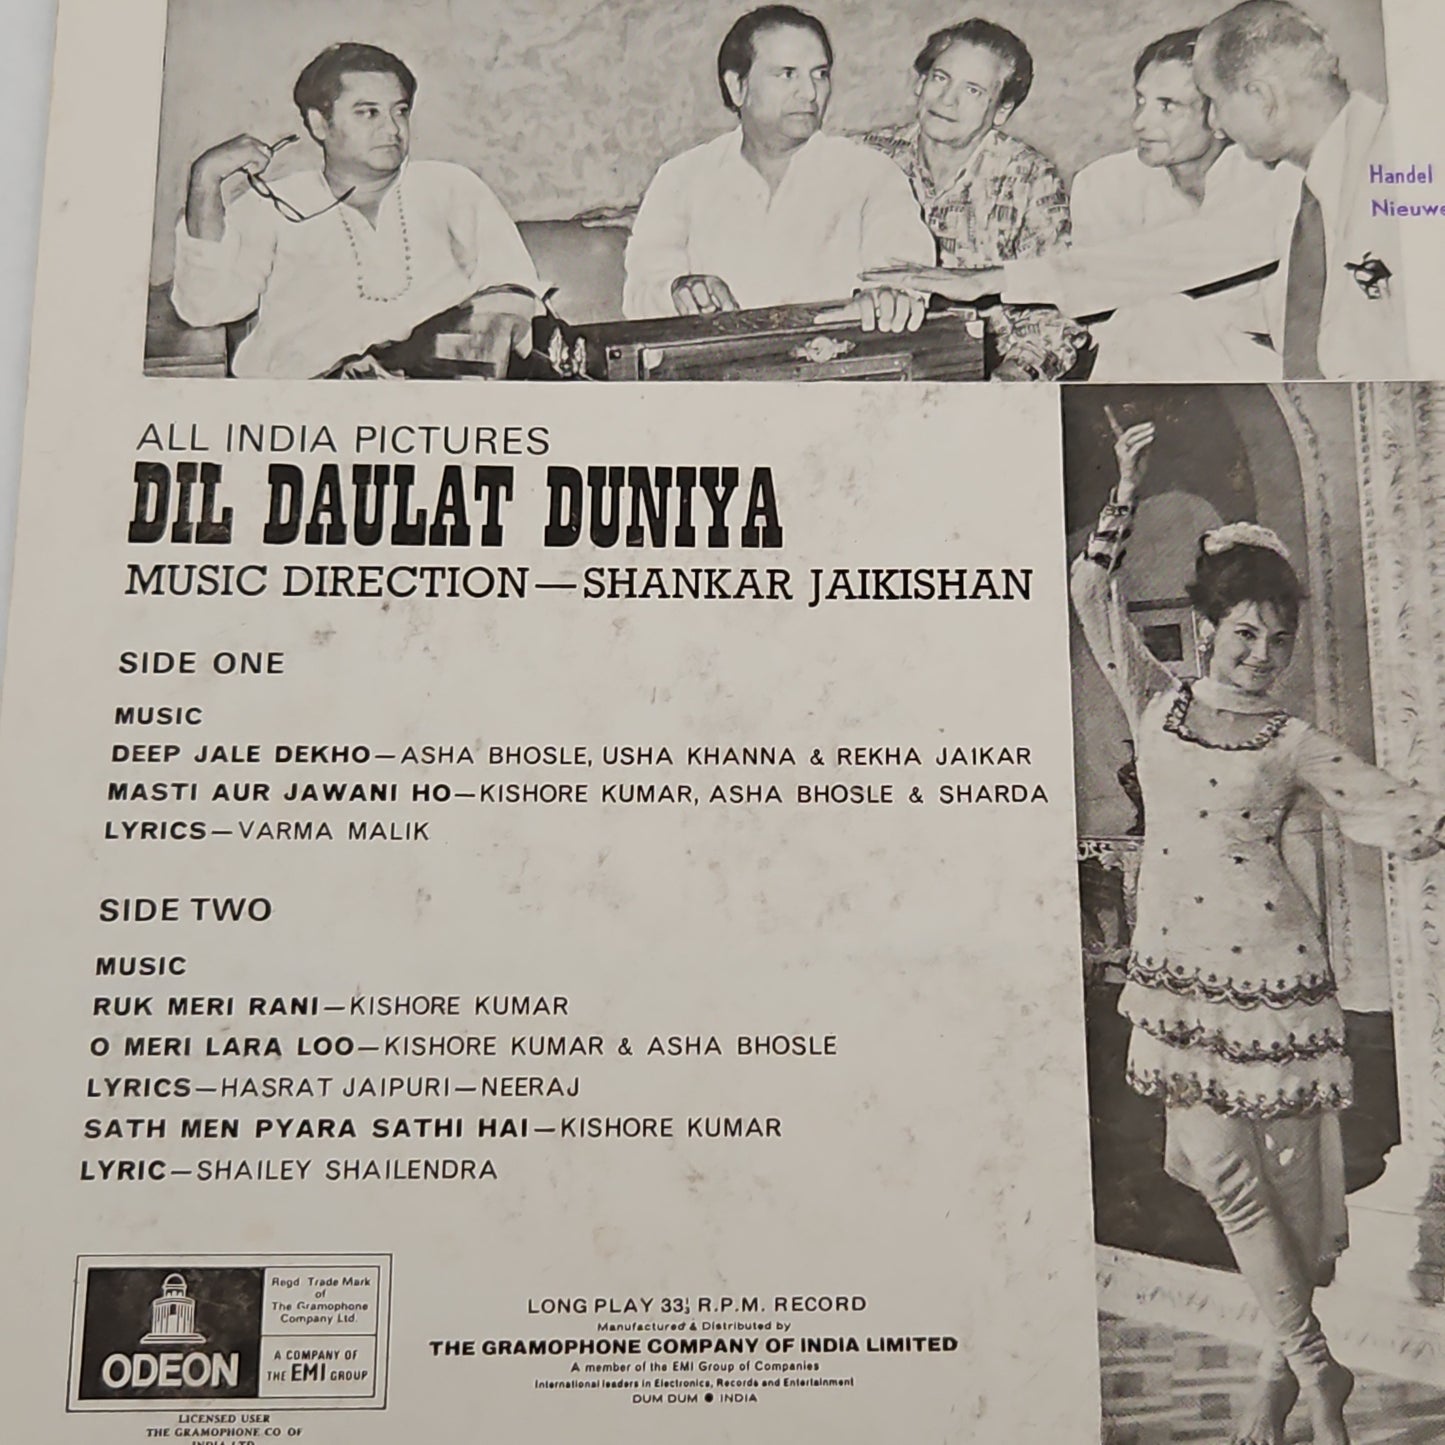 Handel
Nieuwe
ALL INDIA PICTURES
DIL DAULAT DUNIYA
MUSIC DIRECTION—SHANKAR JAIKISHAN
SIDE ONE
MUSIC
DEEP JALE DEKHO—ASHA BHOSLE, USHA KHANNA & REKHA JAIKAR
MASTI AUR JAWANI HO—KISHORE KUMAR, ASHA BHOSLE & SHARDA
LYRICS—VARMA MALIK
SIDE TWO
MUSIC
RUK MERI RANI—KISHORE KUMAR
O MERI LARA LOO—KISHORE KUMAR & ASHA BHOSLE
LYRICS—HASRAT JAIPURI—NEERAJ
SATH MEN PYARA SATHI HAI—KISHORE KUMAR
LYRIC—SHAILEY SHAILENDRA
ODEON
Regd. Trade Mark
of
The Gramophone
Company Ltd.
A COMPANY OF
THE EMI GROUP
LICENSED USER
THE GRAMOPHONE CO OF
INDIA LTD
LONG PLAY 33⅓ R.P.M. RECORD
Manufactured & Distributed by
THE GRAMOPHONE COMPANY OF INDIA LIMITED
A member of the EMI Group of Companies
International leaders in Electronics, Records and Entertainment
DUM DUM ● INDIA